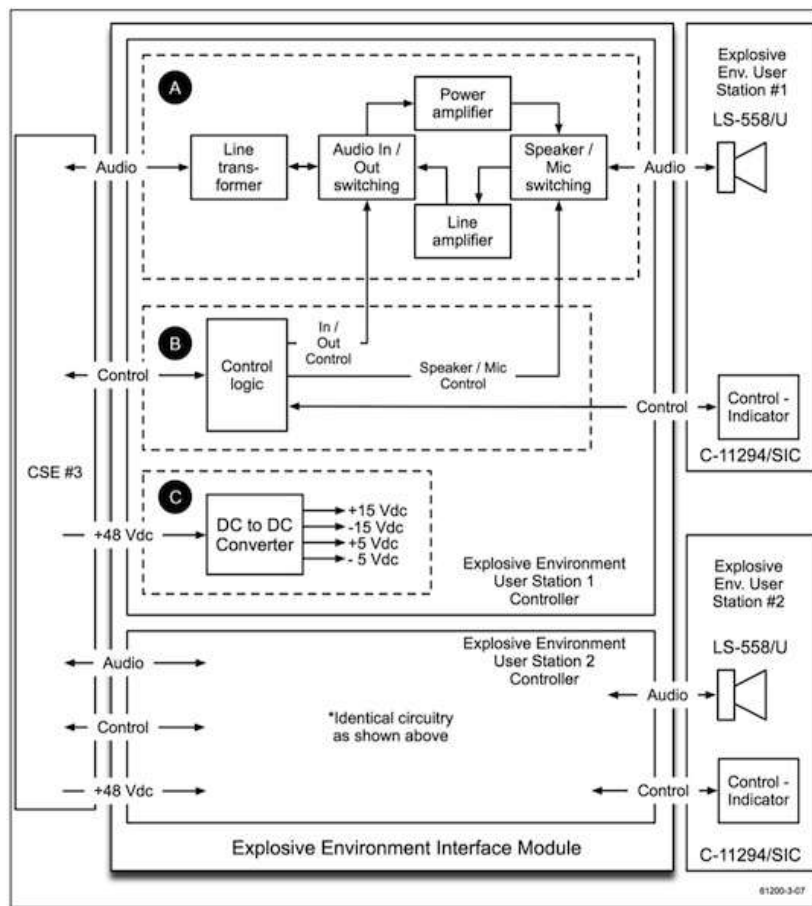 Explosive
Env. User
Station #1
LS-558/U
A
Power
amplifier
Audio
Line
trans-
former
Audio In /
Out
switching
Speaker /
Mic
switching
Audio
Line
amplifier
B
In /
Out
Control
Control
Control
logic
Speaker / Mic
Control
Control
Control -
Indicator
C-11294/SIC
CSE #3
C
+48 Vdc
DC to DC
Converter
+15 Vdc
-15 Vdc
+5 Vdc
- 5 Vdc
Explosive Environment
User Station 1
Controller
Explosive
Env. User
Station #2
LS-558/U
Explosive Environment
User Station 2
Controller
Audio
Audio
*Identical circuitry
as shown above
Control
+48 Vdc
Control
Control -
Indicator
Explosive Environment Interface Module
C-11294/SIC
61200-3-07